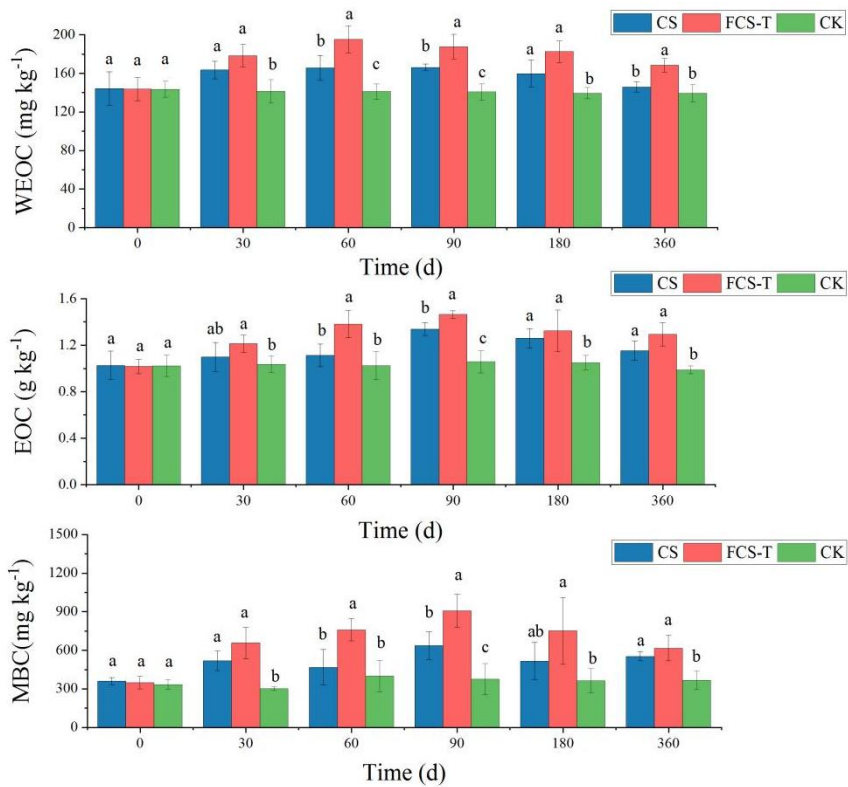 CS FCS-T CK
WEOC (mg kg⁻¹)
200
160
120
80
40
0
a a a a a b b a c b a c a a b b a b
0 30 60 90 180 360
Time (d)
CS FCS-T CK
EOC (g kg⁻¹)
1.6
1.2
0.8
0.4
0.0
a a a ab a b b a b b a c a a b a a b
0 30 60 90 180 360
Time (d)
CS FCS-T CK
MBC(mg kg⁻¹)
1500
1200
900
600
300
0
a a a a a b b a b b a c ab a b a a b
0 30 60 90 180 360
Time (d)